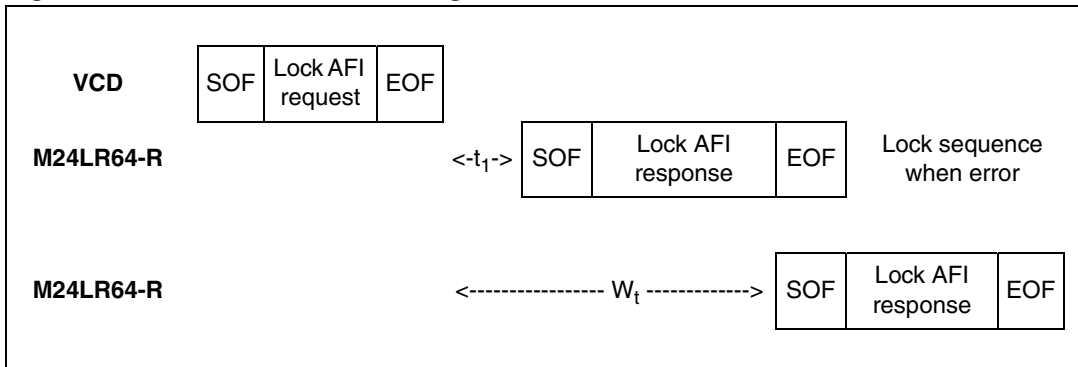 VCD
SOF
Lock AFI
request
EOF
M24LR64-R
<-t1->
SOF
Lock AFI
response
EOF
Lock sequence
when error
M24LR64-R
<----------------- Wt ------------->
SOF
Lock AFI
response
EOF